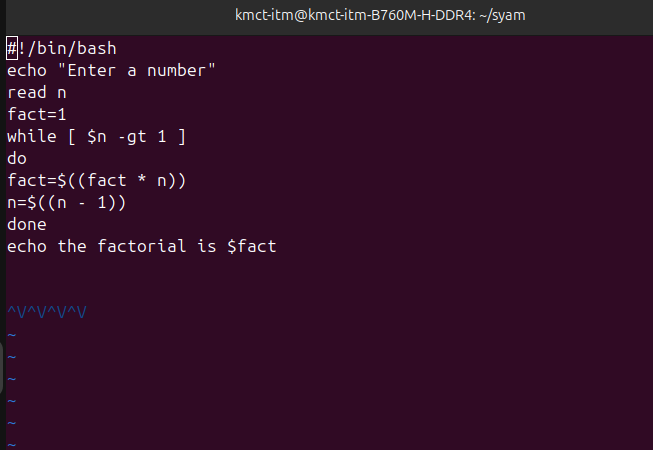 kmct-itm@kmct-itm-B760M-H-DDR4: ~/syam
#!/bin/bash
echo "Enter a number"
read n
fact=1
while [ $n -gt 1 ]
do
fact=$((fact * n))
n=$((n - 1))
done
echo the factorial is $fact
^V^V^V^V
~
~
~
~
~
~